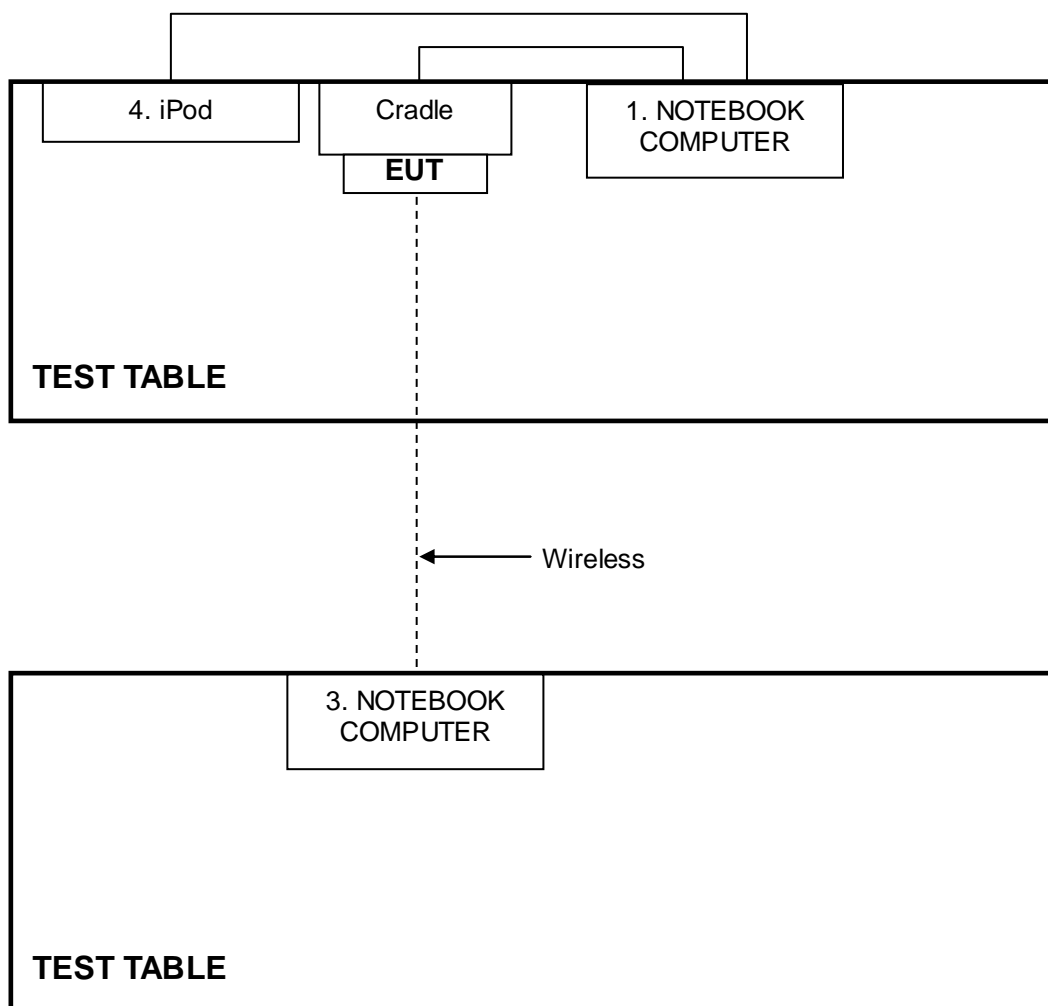 4. iPod
Cradle
1. NOTEBOOK
COMPUTER
EUT
TEST TABLE
Wireless
3. NOTEBOOK
COMPUTER
TEST TABLE